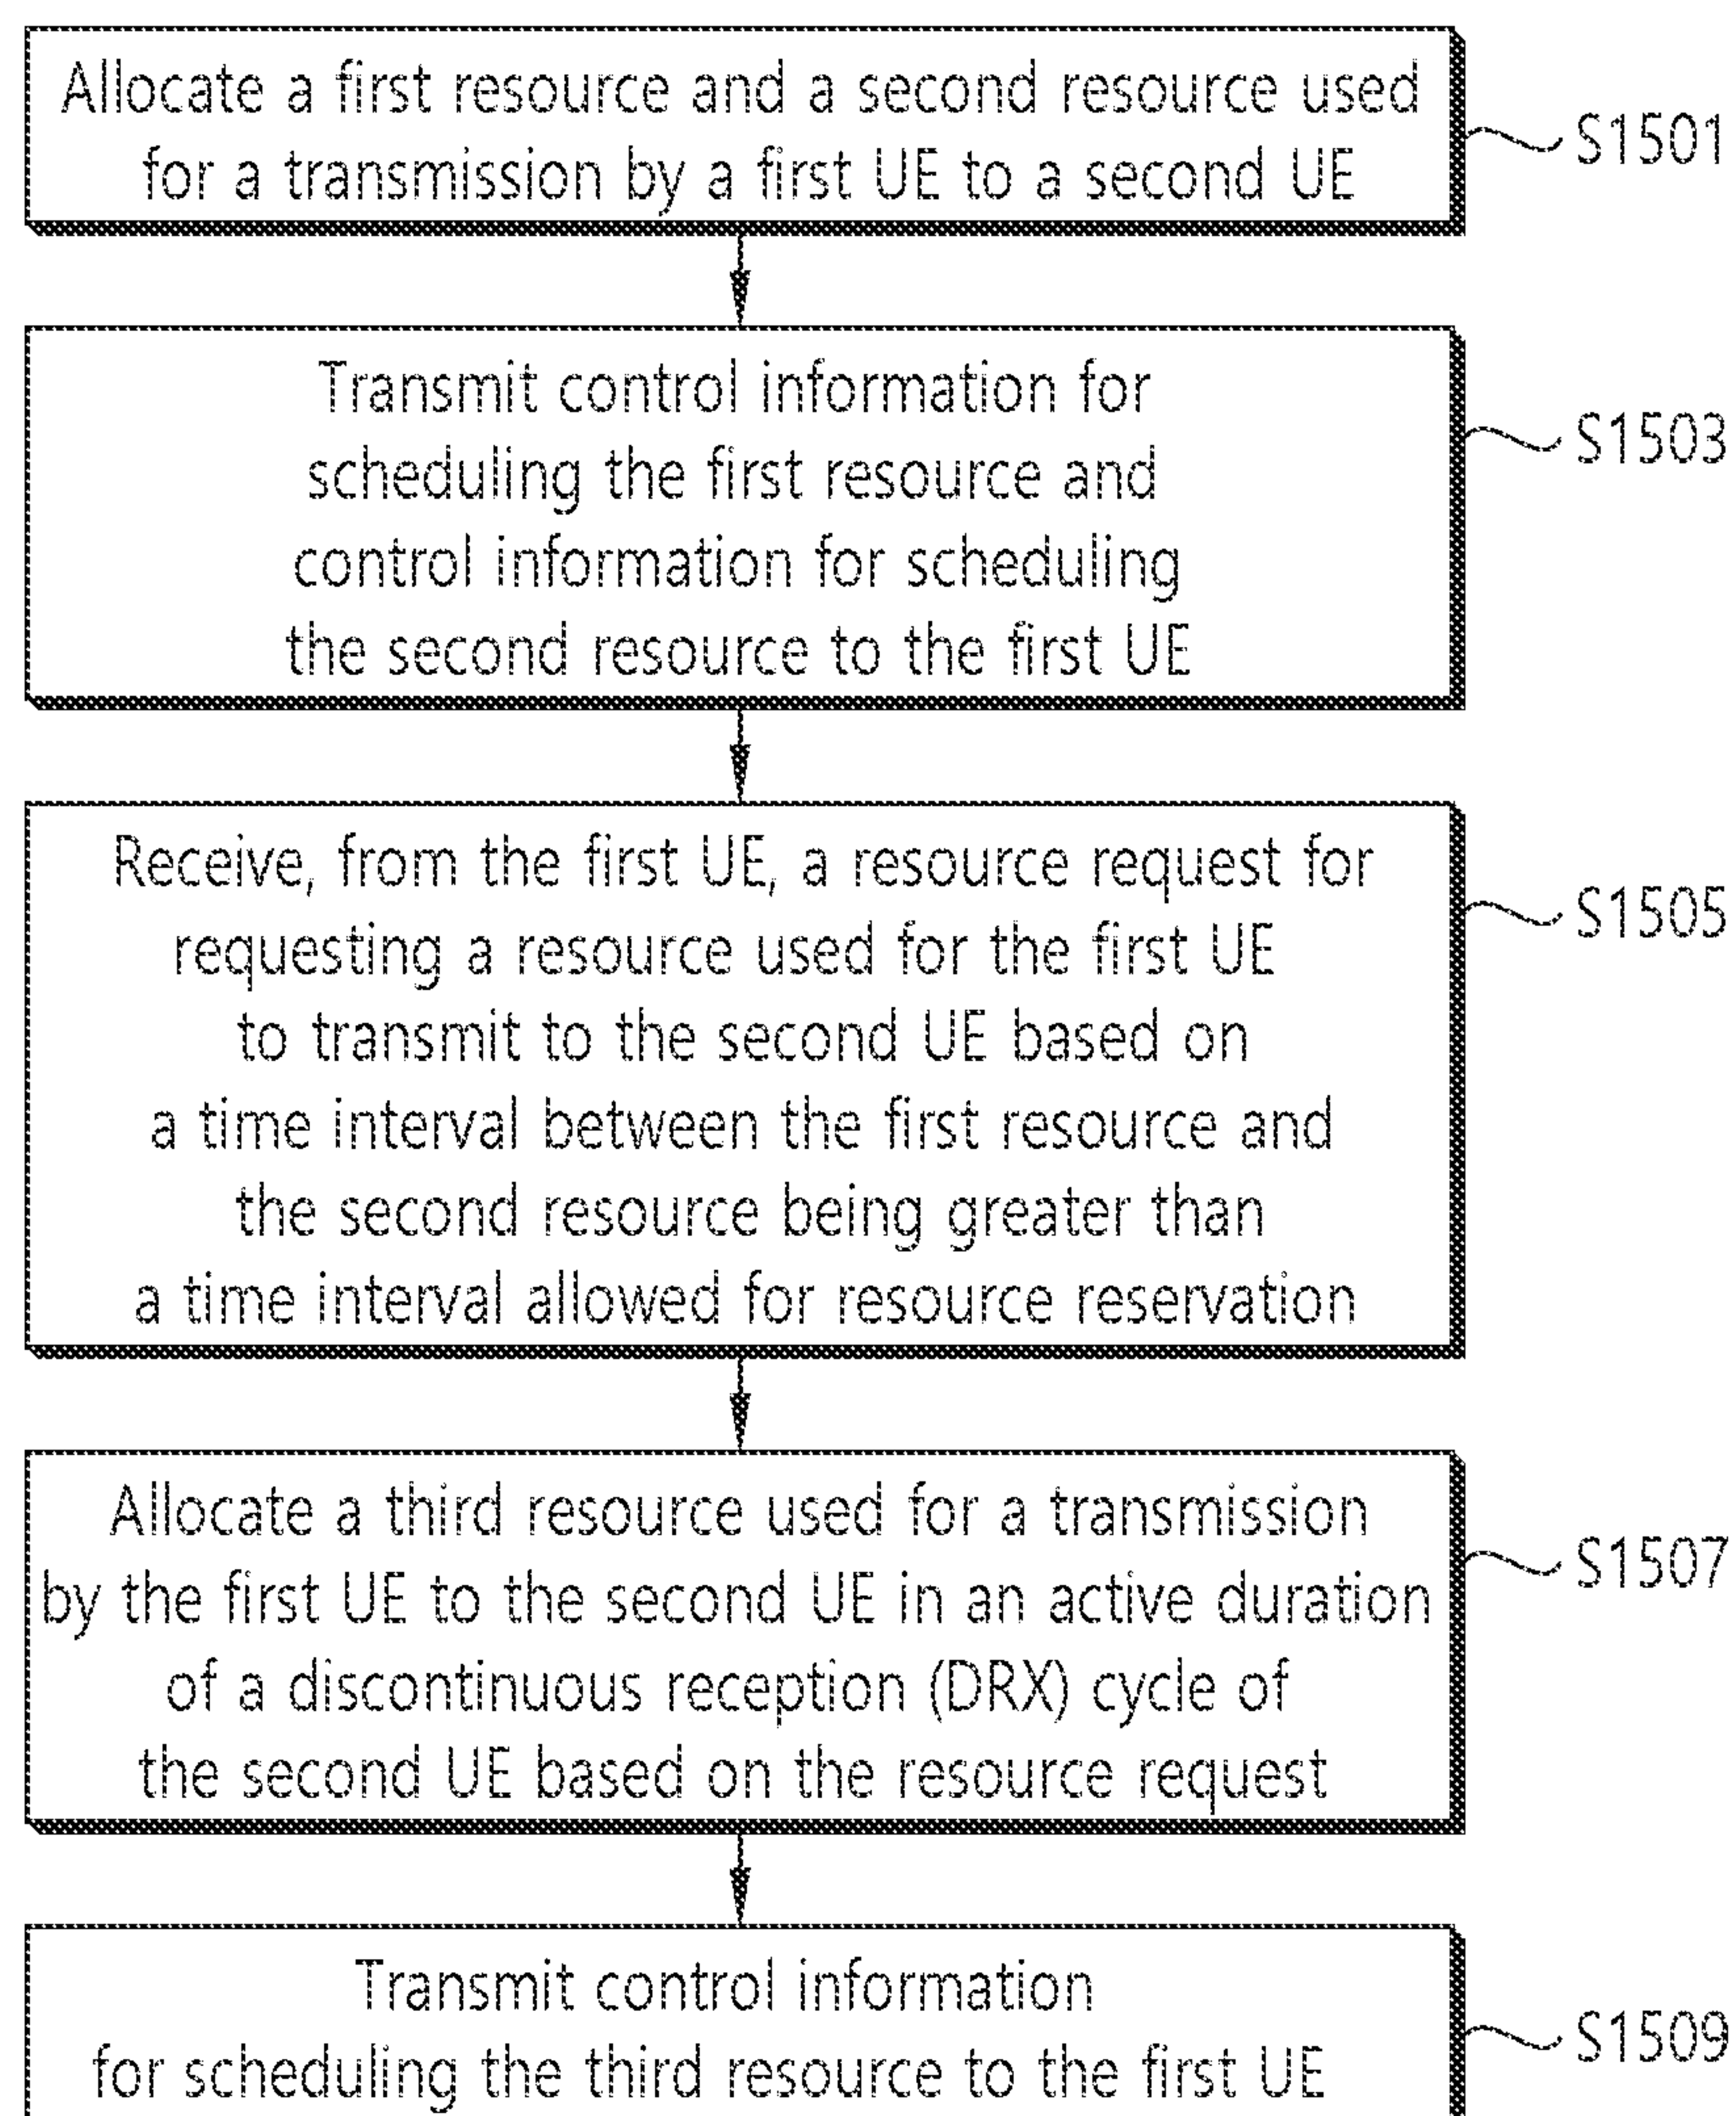 Allocate a first resource and a second resource used
for a transmission by a first UE to a second UE
S1501
Transmit control information for
scheduling the first resource and
control information for scheduling
the second resource to the first UE
S1503
Receive, from the first UE, a resource request for
requesting a resource used for the first UE
to transmit to the second UE based on
a time interval between the first resource and
the second resource being greater than
a time interval allowed for resource reservation
S1505
Allocate a third resource used for a transmission
by the first UE to the second UE in an active duration
of a discontinuous reception (DRX) cycle of
the second UE based on the resource request
S1507
Transmit control information
for scheduling the third resource to the first UE
S1509